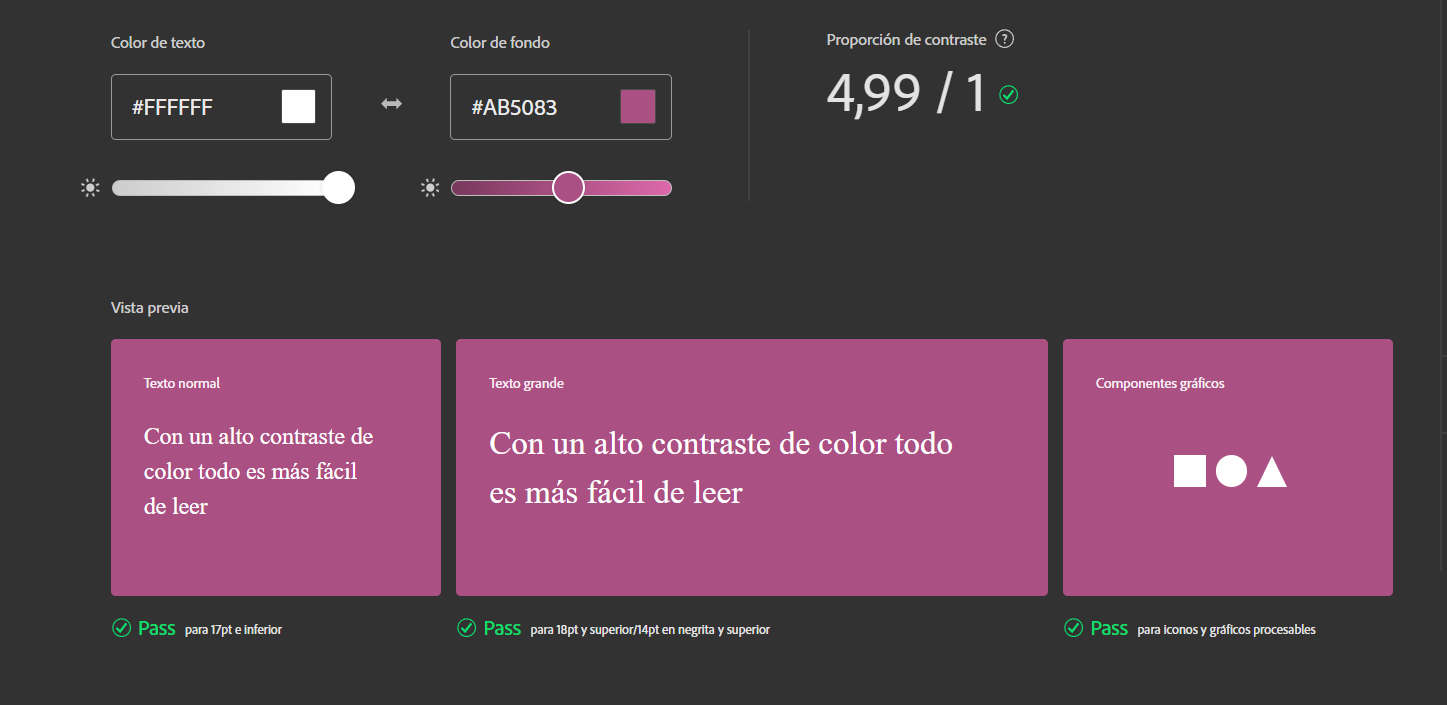 Color de texto
Color de fondo
Proporción de contraste ?
#FFFFFF
#AB5083
4,99 / 1
Vista previa
Texto normal
Con un alto contraste de
color todo es más fácil
de leer
Texto grande
Con un alto contraste de color todo
es más fácil de leer
Componentes gráficos
Pass para 17pt e inferior
Pass para 18pt y superior/14pt en negrita y superior
Pass para iconos y gráficos procesables